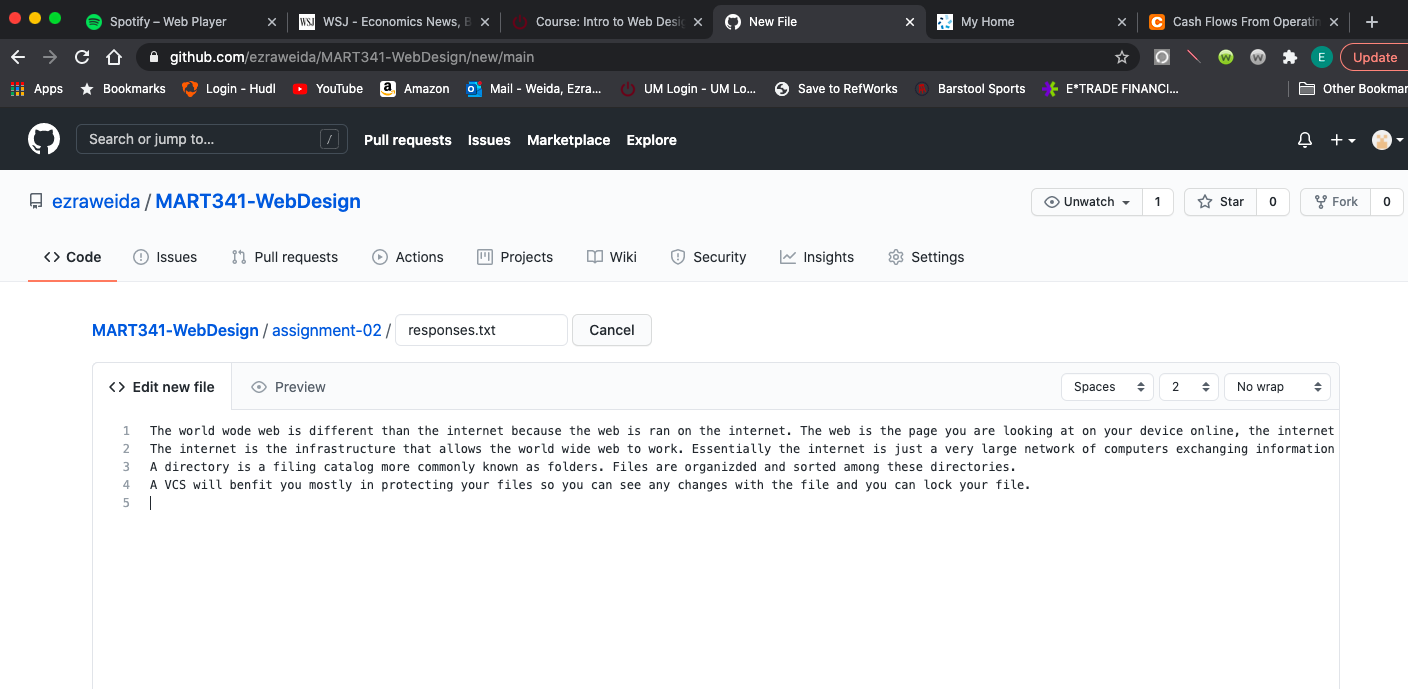 Spotify – Web Player
WSJ - Economics News, B
Course: Intro to Web Desi
New File
My Home
Cash Flows From Operatin
github.com/ezraweida/MART341-WebDesign/new/main
E
Update
Apps
Bookmarks
Login - Hudl
YouTube
Amazon
Mail - Weida, Ezra...
UM Login - UM Lo...
Save to RefWorks
Barstool Sports
E*TRADE FINANCI...
Other Bookmar
Search or jump to...
/
Pull requests
Issues
Marketplace
Explore
ezraweida / MART341-WebDesign
Unwatch
1
Star
0
Fork
0
Code
Issues
Pull requests
Actions
Projects
Wiki
Security
Insights
Settings
MART341-WebDesign / assignment-02 / responses.txt
Cancel
Edit new file
Preview
Spaces
2
No wrap
1 The world wode web is different than the internet because the web is ran on the internet. The web is the page you are looking at on your device online, the internet
2 The internet is the infrastructure that allows the world wide web to work. Essentially the internet is just a very large network of computers exchanging information
3 A directory is a filing catalog more commonly known as folders. Files are organizded and sorted among these directories.
4 A VCS will benfit you mostly in protecting your files so you can see any changes with the file and you can lock your file.
5